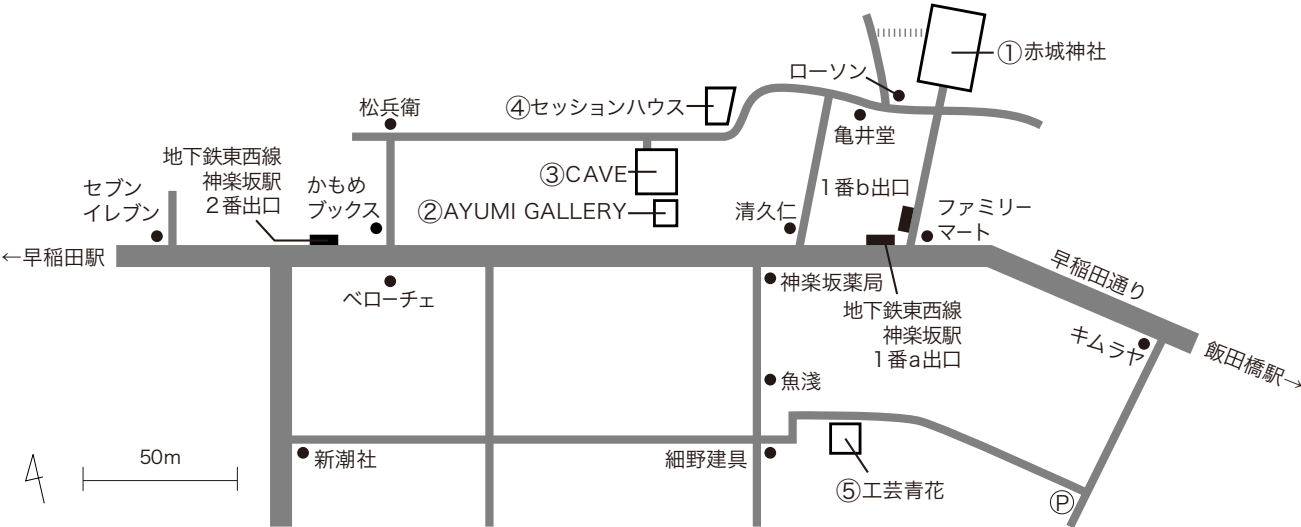 ①赤城神社
ローソン
④セッションハウス
松兵衛
亀井堂
地下鉄東西線
神楽坂駅
2番出口
③CAVE
セブン
イレブン
かもめ
ブックス
1番b出口
②AYUMI GALLERY
清久仁
ファミリー
マート
←早稲田駅
早稲田通り
ベローチェ
神楽坂薬局
地下鉄東西線
神楽坂駅
1番a出口
キムラヤ
飯田橋駅→
魚淺
50m
新潮社
細野建具
⑤工芸青花
Ⓟ